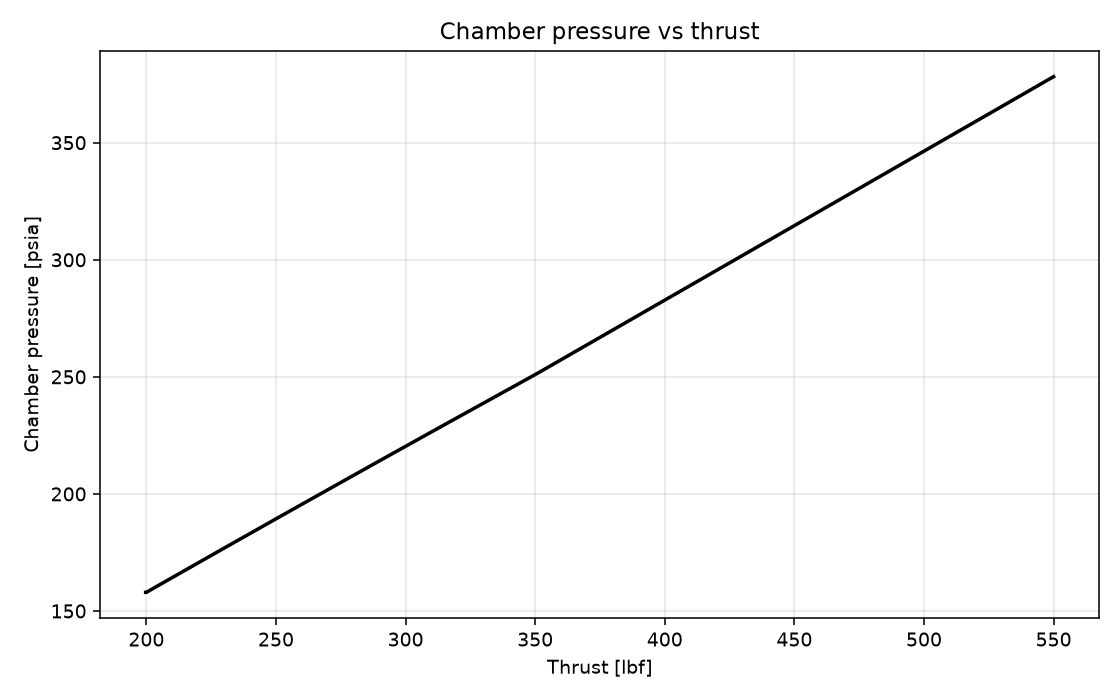 Chamber pressure vs thrust
Chamber pressure [psia]
350
300
250
200
150
200 250 300 350 400 450 500 550
Thrust [lbf]